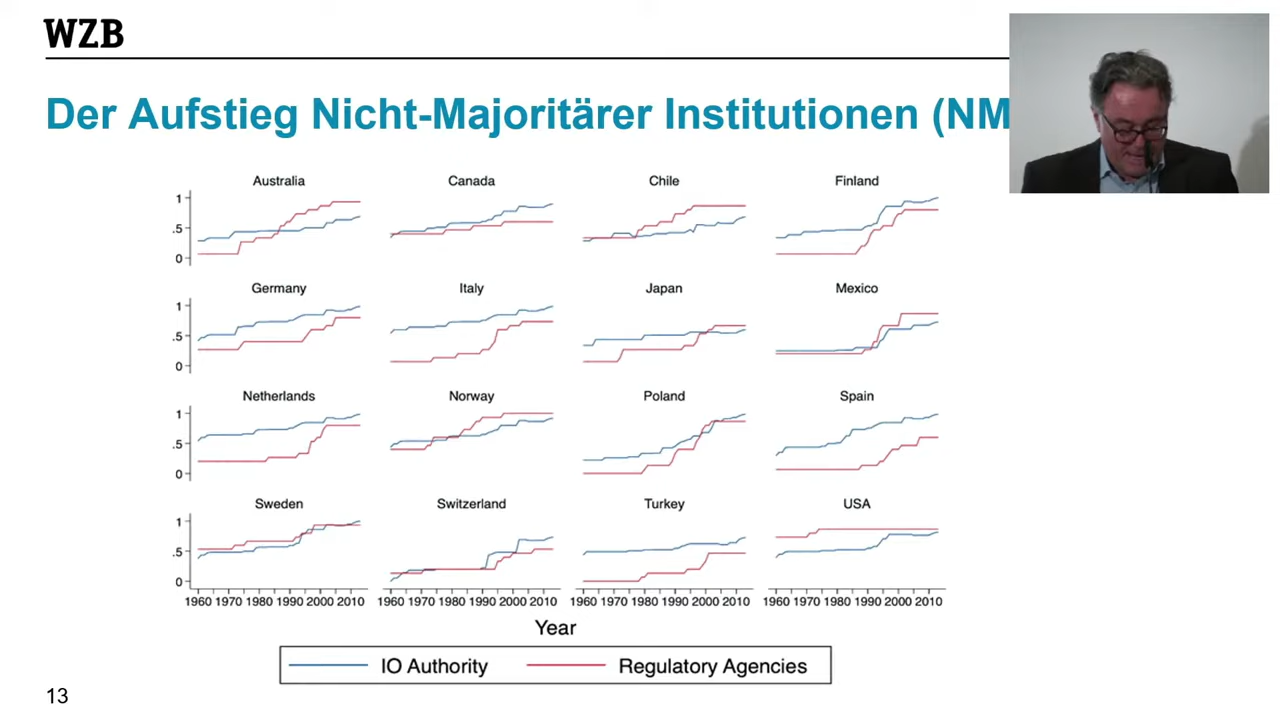 WZB
Der Aufstieg Nicht-Majoritärer Institutionen (NM
Australia Canada Chile Finland
1
.5
0
Germany Italy Japan Mexico
1
.5
0
Netherlands Norway Poland Spain
1
.5
0
Sweden Switzerland Turkey USA
1
.5
0
1960 1970 1980 1990 2000 2010 1960 1970 1980 1990 2000 2010 1960 1970 1980 1990 2000 2010 1960 1970 1980 1990 2000 2010
Year
IO Authority Regulatory Agencies
13